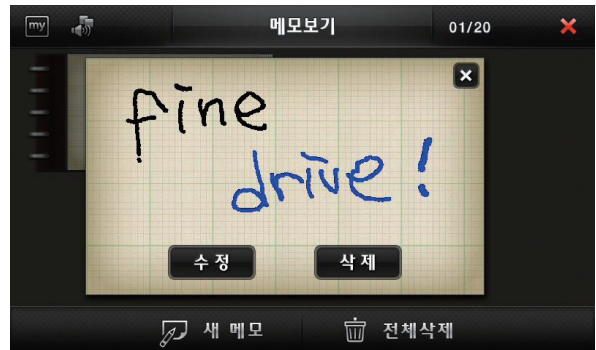 my 메모보기 01/20
fine
drive!
수정 삭제
새 메모 전체삭제